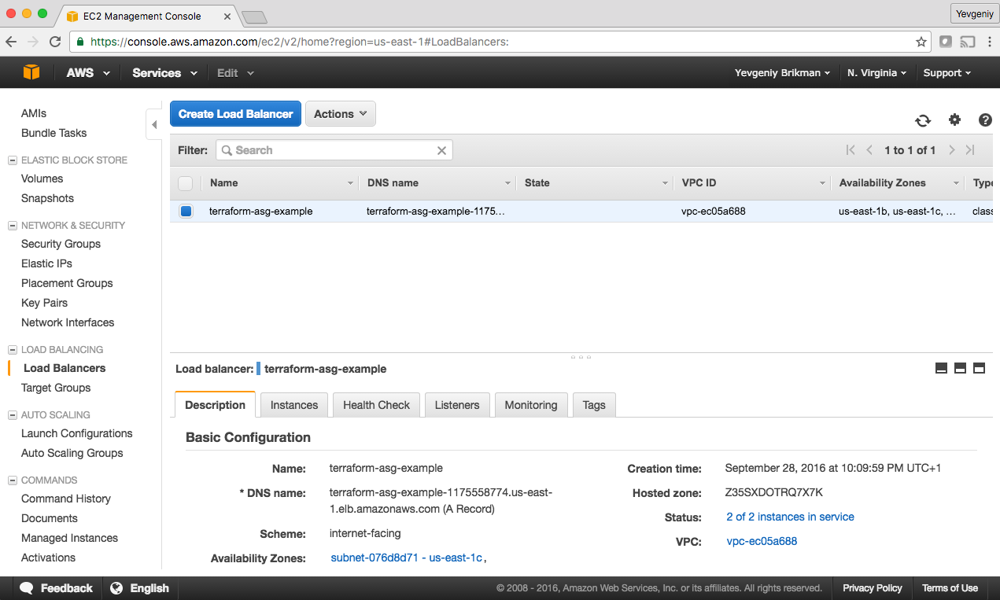 EC2 Management Console
Yevgeniy
https://console.aws.amazon.com/ec2/v2/home?region=us-east-1#LoadBalancers:
AWS Services Edit Yevgeniy Brikman N. Virginia Support
AMIs
Bundle Tasks
ELASTIC BLOCK STORE
Volumes
Snapshots
NETWORK & SECURITY
Security Groups
Elastic IPs
Placement Groups
Key Pairs
Network Interfaces
LOAD BALANCING
Load Balancers
Target Groups
AUTO SCALING
Launch Configurations
Auto Scaling Groups
COMMANDS
Command History
Documents
Managed Instances
Activations
Create Load Balancer Actions
Filter: Search 1 to 1 of 1
Name DNS name State VPC ID Availability Zones Type
terraform-asg-example terraform-asg-example-1175... vpc-ec05a688 us-east-1b, us-east-1c, ... clas
Load balancer: terraform-asg-example
Description Instances Health Check Listeners Monitoring Tags
Basic Configuration
Name: terraform-asg-example
* DNS name: terraform-asg-example-1175558774.us-east-
1.elb.amazonaws.com (A Record)
Scheme: internet-facing
Availability Zones: subnet-076d8d71 - us-east-1c,
Creation time: September 28, 2016 at 10:09:59 PM UTC+1
Hosted zone: Z35SXDOTRQ7X7K
Status: 2 of 2 instances in service
VPC: vpc-ec05a688
Feedback English © 2008 - 2016, Amazon Web Services, Inc. or its affiliates. All rights reserved. Privacy Policy Terms of Use